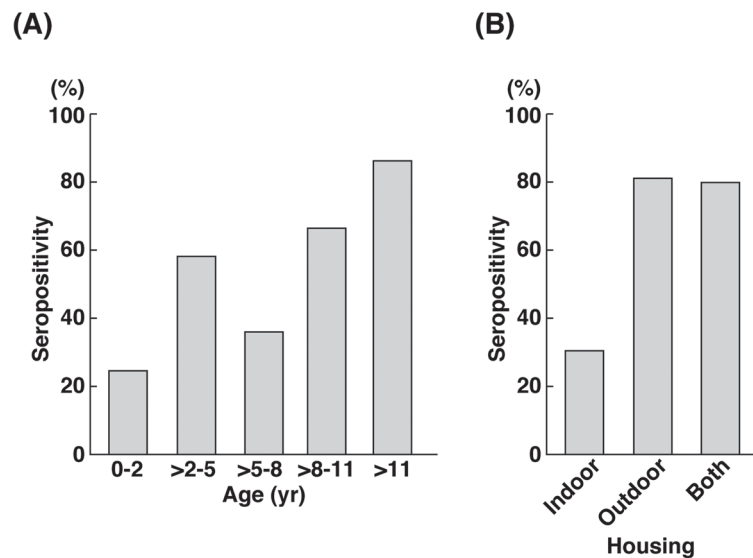 (A)
(%)
100
80
60
40
20
0
Seropositivity
0-2 >2-5 >5-8 >8-11 >11
Age (yr)
(B)
(%)
100
80
60
40
20
0
Seropositivity
Indoor
Outdoor
Both
Housing